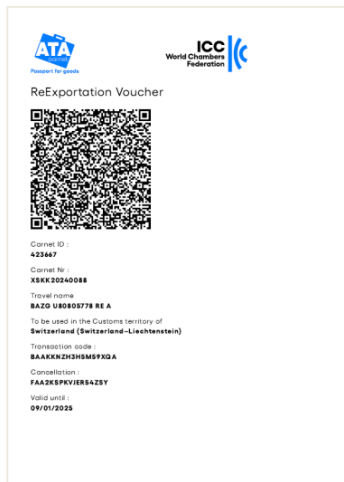 ATA
carnet
Passport for goods
ICC
World Chambers
Federation
ReExportation Voucher
Carnet ID :
423667
Carnet Nr :
XSKK20240088
Travel name
BAZG U80805778 RE A
To be used in the Customs territory of
Switzerland (Switzerland-Liechtenstein)
Transaction code :
BAAKKNZH3H5M59XQA
Cancellation :
FAA2KSPKVJER54ZSY
Valid until :
09/01/2025